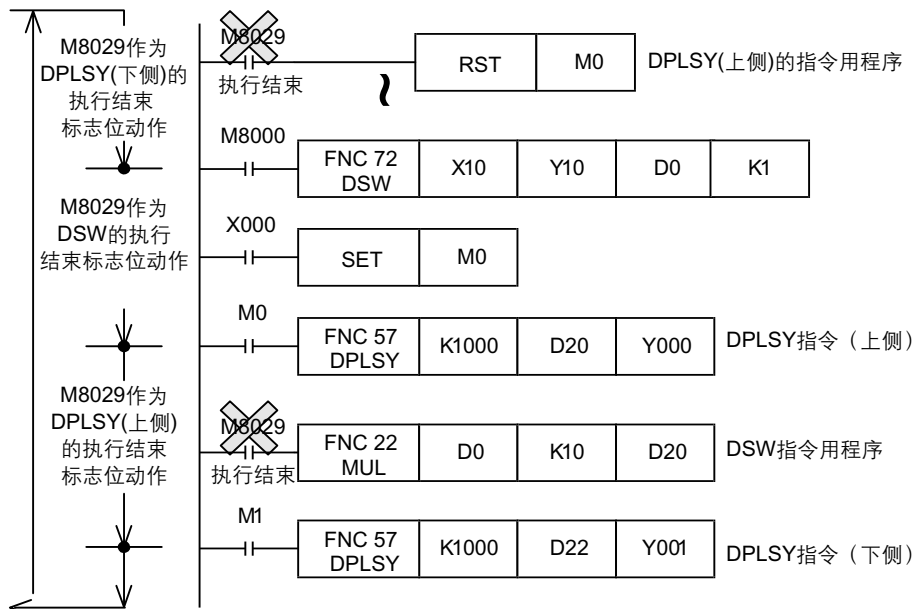 M8029作为
DPLSY(下侧)的
执行结束
标志位动作
M8029
执行结束
RST M0
DPLSY(上侧)的指令用程序
M8000
FNC 72
DSW
X10 Y10 D0 K1
M8029作为
DSW的执行
结束标志位动作
X000
SET M0
M0
FNC 57
DPLSY
K1000 D20 Y000
DPLSY指令（上侧）
M8029作为
DPLSY(上侧)
的执行结束
标志位动作
M8029
执行结束
FNC 22
MUL
D0 K10 D20
DSW指令用程序
M1
FNC 57
DPLSY
K1000 D22 Y001
DPLSY指令（下侧）